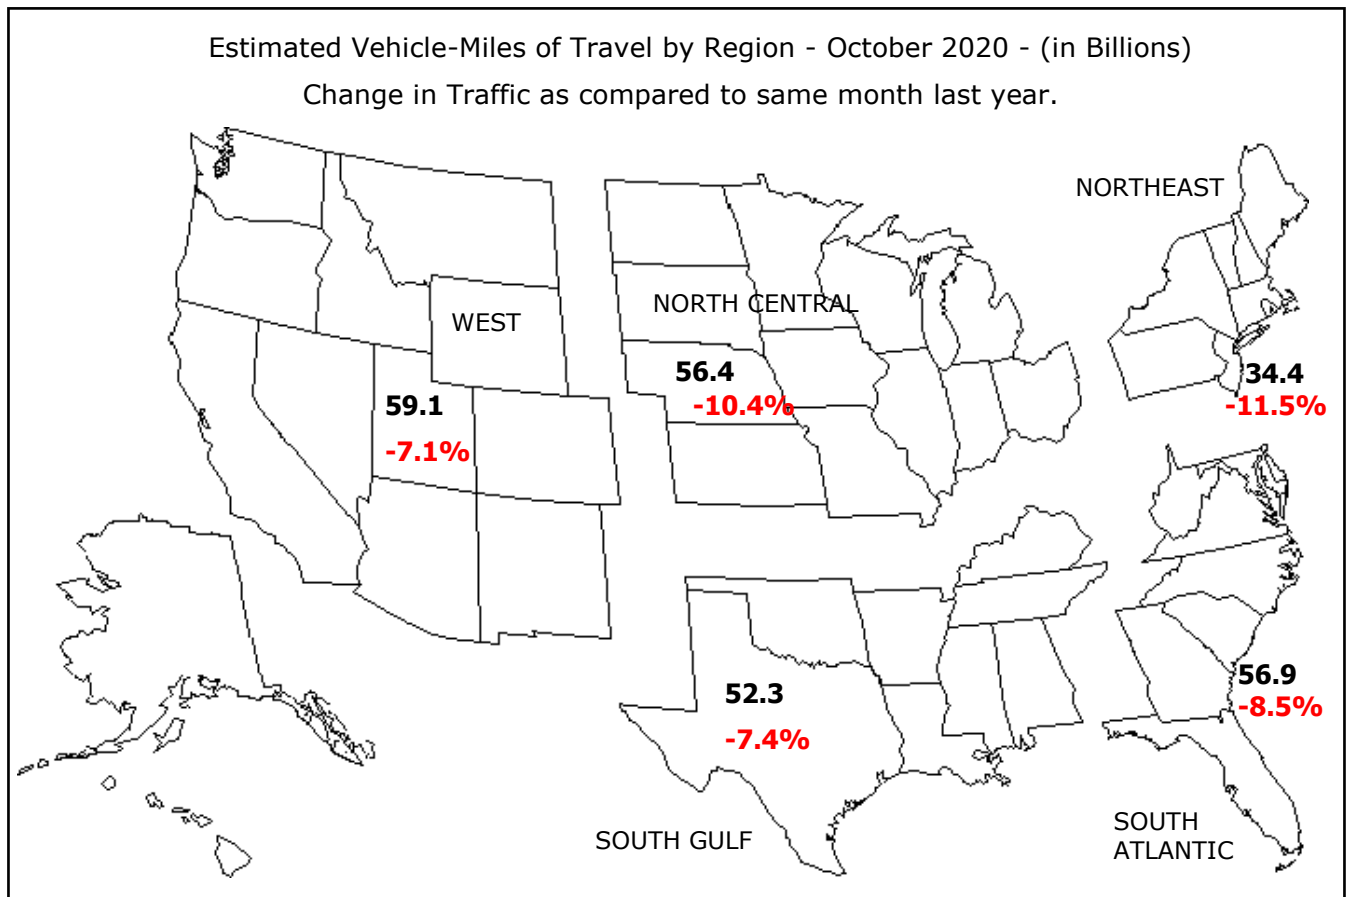 Estimated Vehicle-Miles of Travel by Region - October 2020 - (in Billions)
Change in Traffic as compared to same month last year.
NORTHEAST
34.4
-11.5%
NORTH CENTRAL
56.4
-10.4%
WEST
59.1
-7.1%
52.3
-7.4%
SOUTH GULF
56.9
-8.5%
SOUTH
ATLANTIC